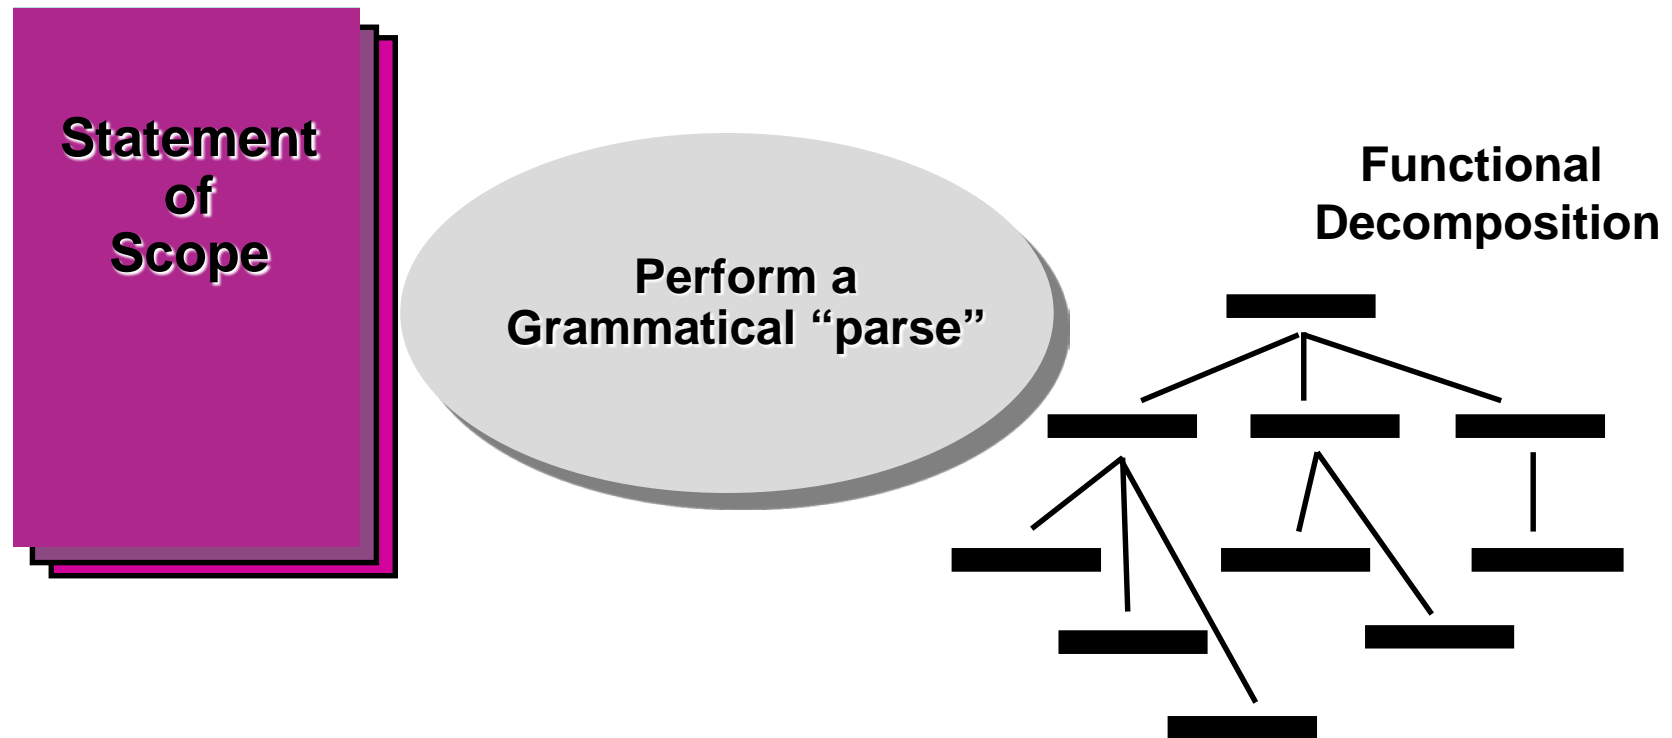 Statement
of
Scope
Perform a
Grammatical “parse”
Functional
Decomposition